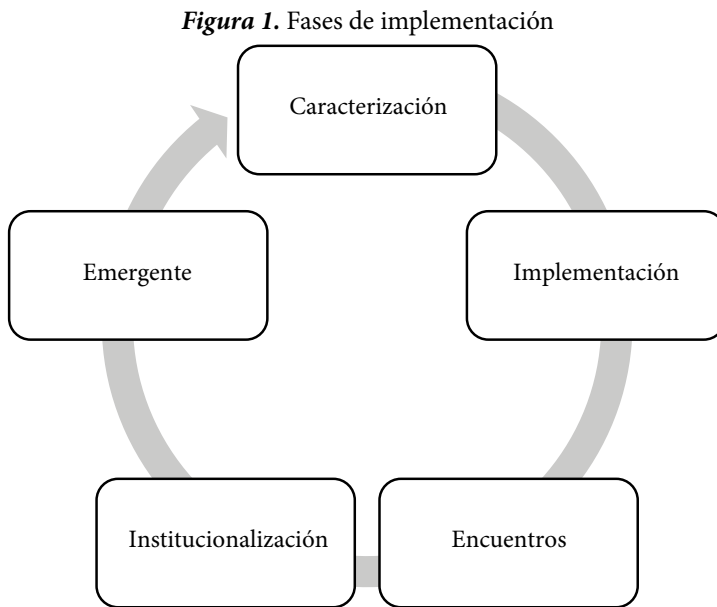 Figura 1. Fases de implementación
Caracterización
Implementación
Encuentros
Institucionalización
Emergente